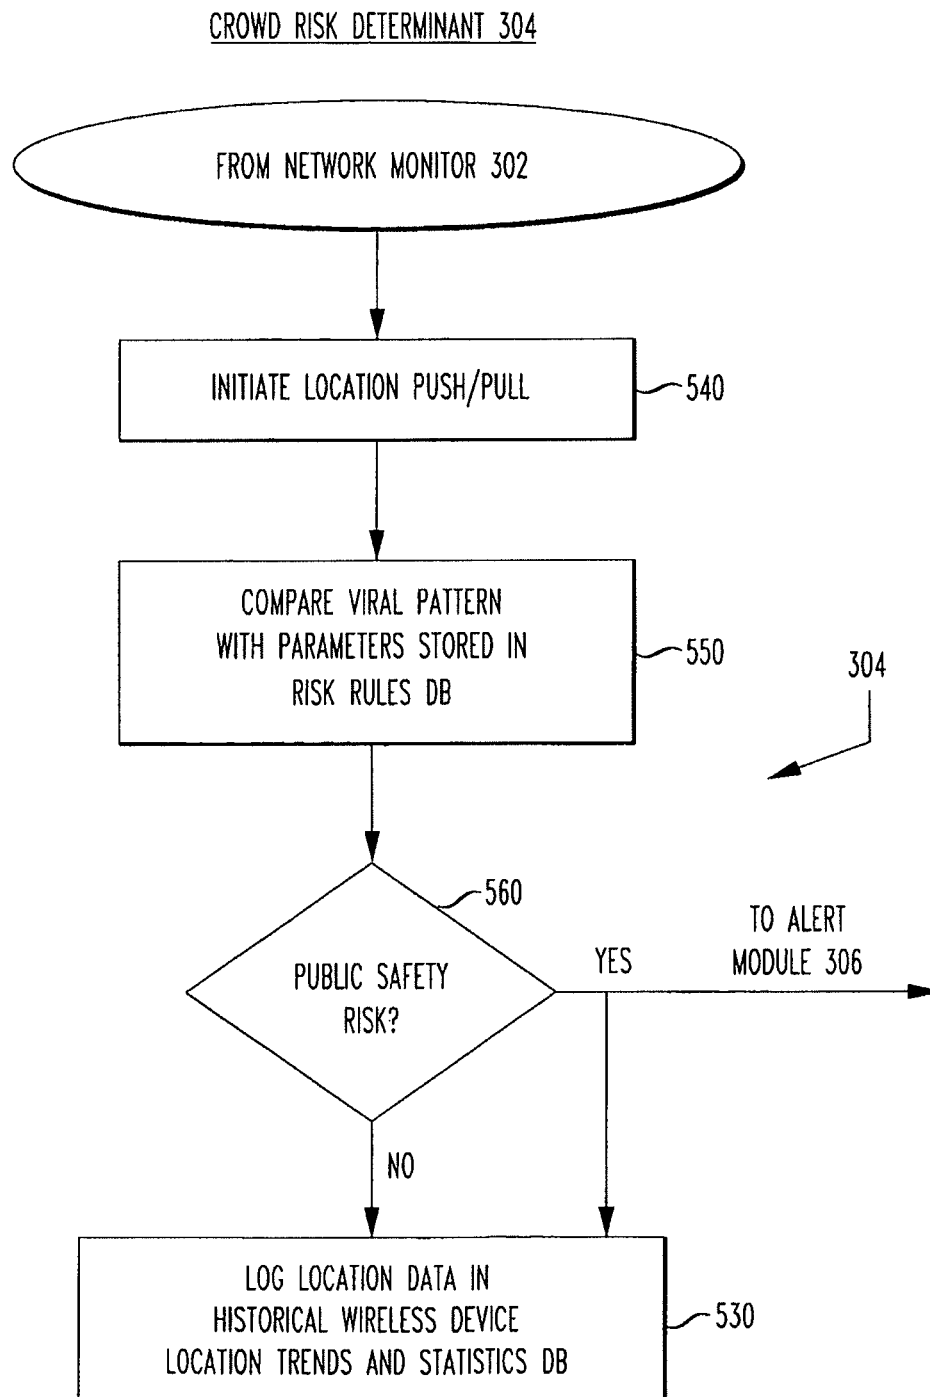 CROWD RISK DETERMINANT 304
FROM NETWORK MONITOR 302
INITIATE LOCATION PUSH/PULL
540
COMPARE VIRAL PATTERN
WITH PARAMETERS STORED IN
RISK RULES DB
550
304
560
PUBLIC SAFETY
RISK?
YES
TO ALERT
MODULE 306
NO
LOG LOCATION DATA IN
HISTORICAL WIRELESS DEVICE
LOCATION TRENDS AND STATISTICS DB
530